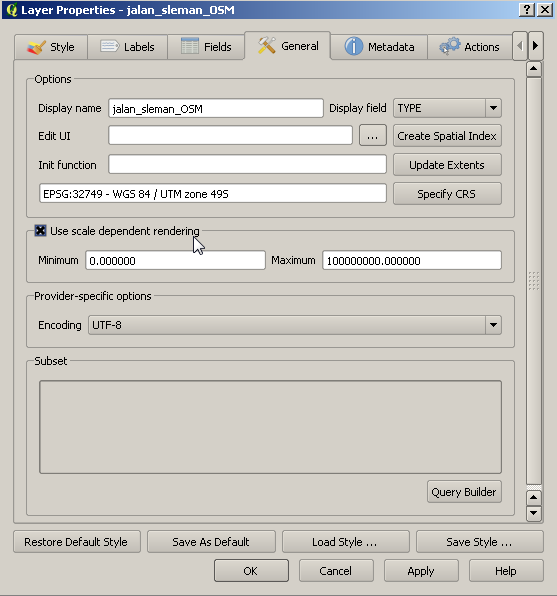 Layer Properties - jalan_sleman_OSM
Style Labels Fields General Metadata Actions
Options
Display name jalan_sleman_OSM Display field TYPE
Edit UI ... Create Spatial Index
Init function Update Extents
EPSG:32749 - WGS 84 / UTM zone 49S Specify CRS
Use scale dependent rendering
Minimum 0.000000 Maximum 100000000.000000
Provider-specific options
Encoding UTF-8
Subset
Query Builder
Restore Default Style Save As Default Load Style ... Save Style ...
OK Cancel Apply Help